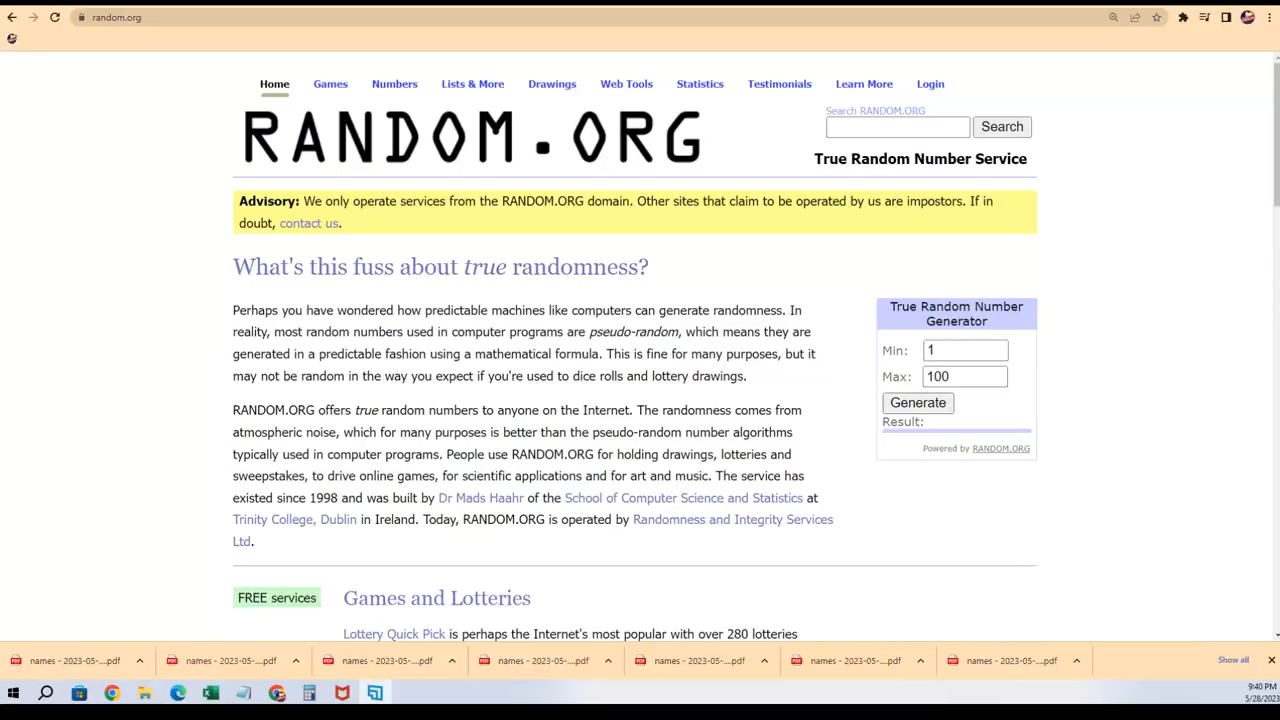 random.org
Home Games Numbers Lists & More Drawings Web Tools Statistics Testimonials Learn More Login
RANDOM.ORG
Search RANDOM.ORG
Search
True Random Number Service
Advisory: We only operate services from the RANDOM.ORG domain. Other sites that claim to be operated by us are impostors. If in
doubt, contact us.
What's this fuss about true randomness?
Perhaps you have wondered how predictable machines like computers can generate randomness. In
reality, most random numbers used in computer programs are pseudo-random, which means they are
generated in a predictable fashion using a mathematical formula. This is fine for many purposes, but it
may not be random in the way you expect if you're used to dice rolls and lottery drawings.
RANDOM.ORG offers true random numbers to anyone on the Internet. The randomness comes from
atmospheric noise, which for many purposes is better than the pseudo-random number algorithms
typically used in computer programs. People use RANDOM.ORG for holding drawings, lotteries and
sweepstakes, to drive online games, for scientific applications and for art and music. The service has
existed since 1998 and was built by Dr Mads Haahr of the School of Computer Science and Statistics at
Trinity College, Dublin in Ireland. Today, RANDOM.ORG is operated by Randomness and Integrity Services
Ltd.
True Random Number
Generator
Min: 1
Max: 100
Generate
Result:
Powered by RANDOM.ORG
FREE services
Games and Lotteries
Lottery Quick Pick is perhaps the Internet's most popular with over 280 lotteries
names - 2023-05-....pdf names - 2023-05-....pdf names - 2023-05-....pdf names - 2023-05-....pdf names - 2023-05-....pdf names - 2023-05-....pdf names - 2023-05-....pdf Show all
9:40 PM
5/28/2023